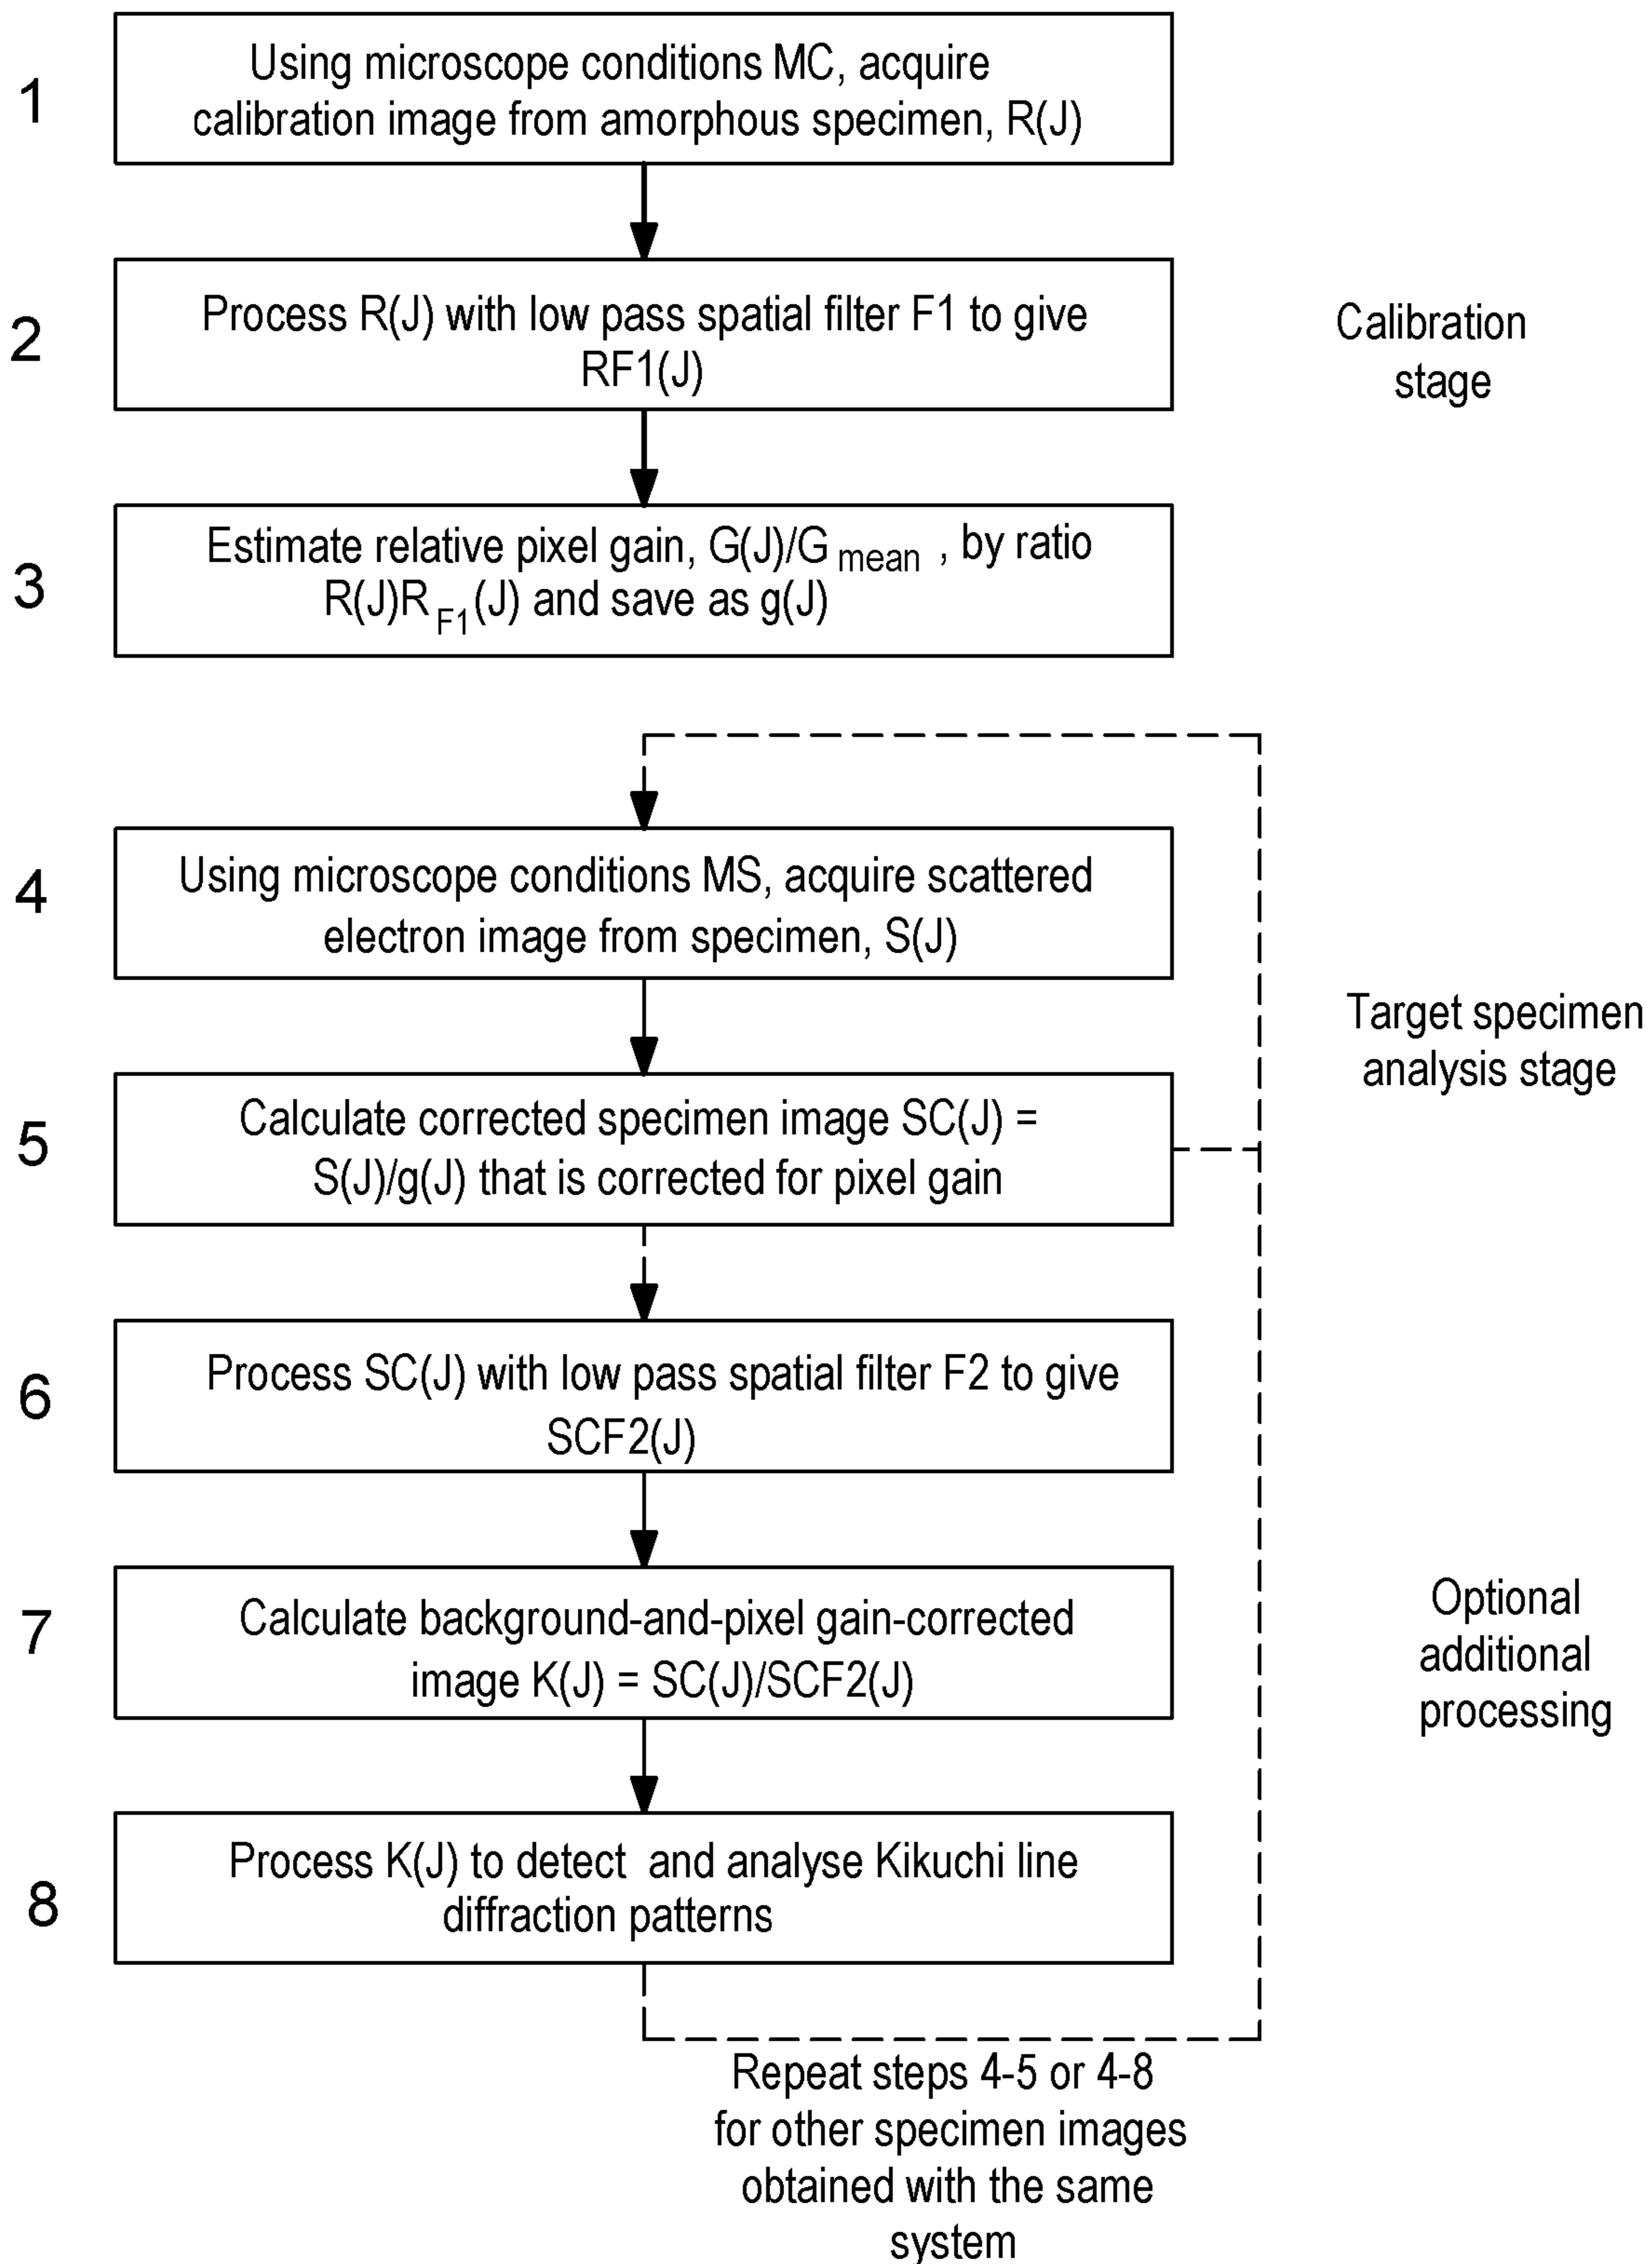 1
Using microscope conditions MC, acquire
calibration image from amorphous specimen, R(J)
2
Process R(J) with low pass spatial filter F1 to give
RF1(J)
Calibration
stage
3
Estimate relative pixel gain, G(J)/G mean , by ratio
R(J)R F1 (J) and save as g(J)
4
Using microscope conditions MS, acquire scattered
electron image from specimen, S(J)
Target specimen
analysis stage
5
Calculate corrected specimen image SC(J) =
S(J)/g(J) that is corrected for pixel gain
6
Process SC(J) with low pass spatial filter F2 to give
SCF2(J)
7
Calculate background-and-pixel gain-corrected
image K(J) = SC(J)/SCF2(J)
Optional
additional
processing
8
Process K(J) to detect and analyse Kikuchi line
diffraction patterns
Repeat steps 4-5 or 4-8
for other specimen images
obtained with the same
system